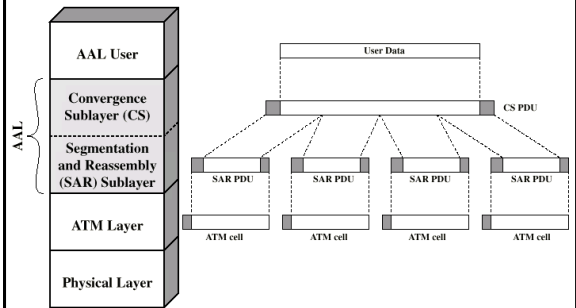 AAL User
Convergence
Sublayer (CS)
Segmentation
and Reassembly
(SAR) Sublayer
ATM Layer
Physical Layer
AAL
User Data
CS PDU
SAR PDU
SAR PDU
SAR PDU
SAR PDU
ATM cell
ATM cell
ATM cell
ATM cell